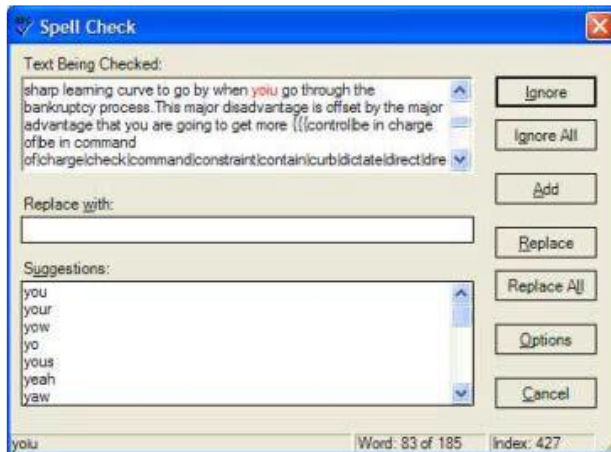 Spell Check
Text Being Checked:
sharp learning curve to go by when yoiu go through the
bankruptcy process.This major disadvantage is offset by the major
advantage that you are going to get more {{{control|be in charge
of|be in command
of|charge|check|command|constraint|contain|curb|dictate|direct|dire
Replace with:
Suggestions:
you
your
yow
yo
yous
yeah
yaw
Ignore
Ignore All
Add
Replace
Replace All
Options
Cancel
yoiu
Word: 83 of 185
Index: 427